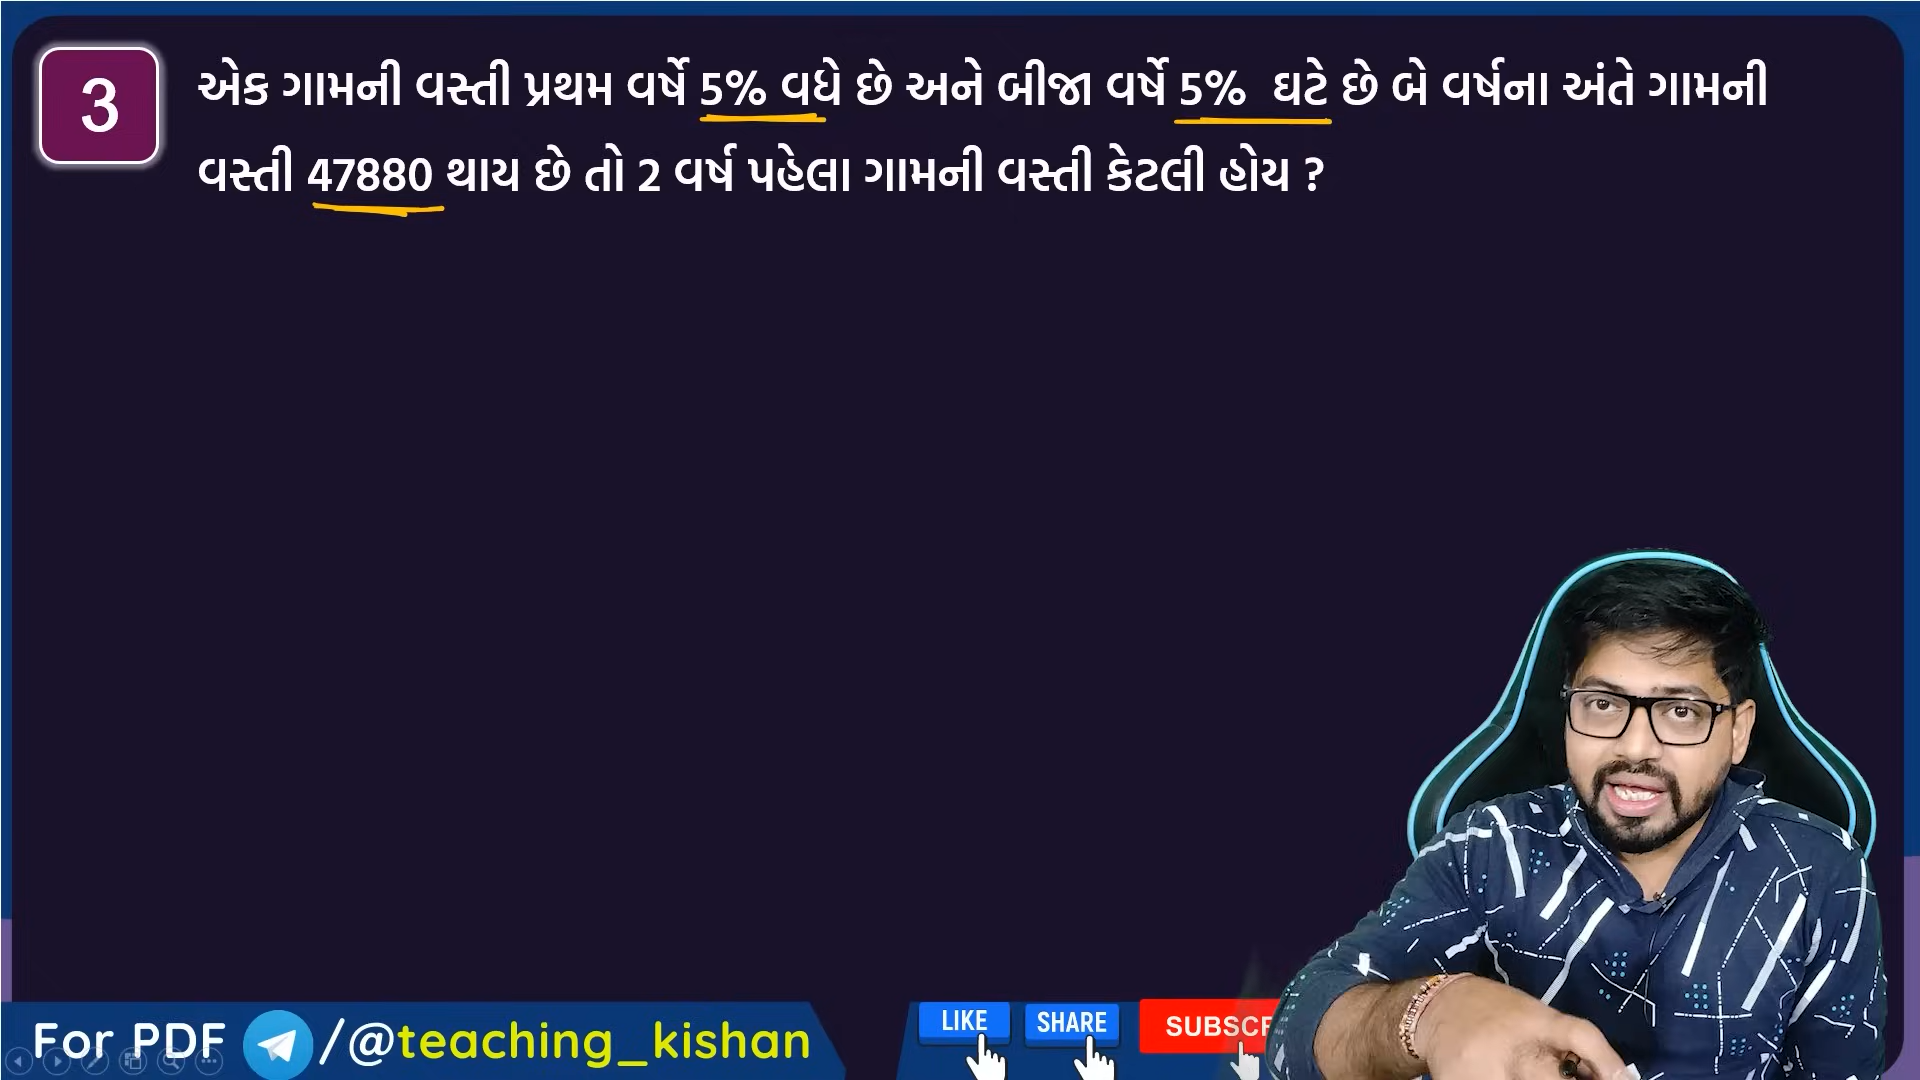 3
એક ગામની વસ્તી પ્રથમ વર્ષે 5% વધે છે અને બીજા વર્ષે 5% ઘટે છે બે વર્ષના અંતે ગામની
વસ્તી 47880 થાય છે તો 2 વર્ષ પહેલા ગામની વસ્તી કેટલી હોય ?
For PDF /@teaching_kishan
LIKE
SHARE